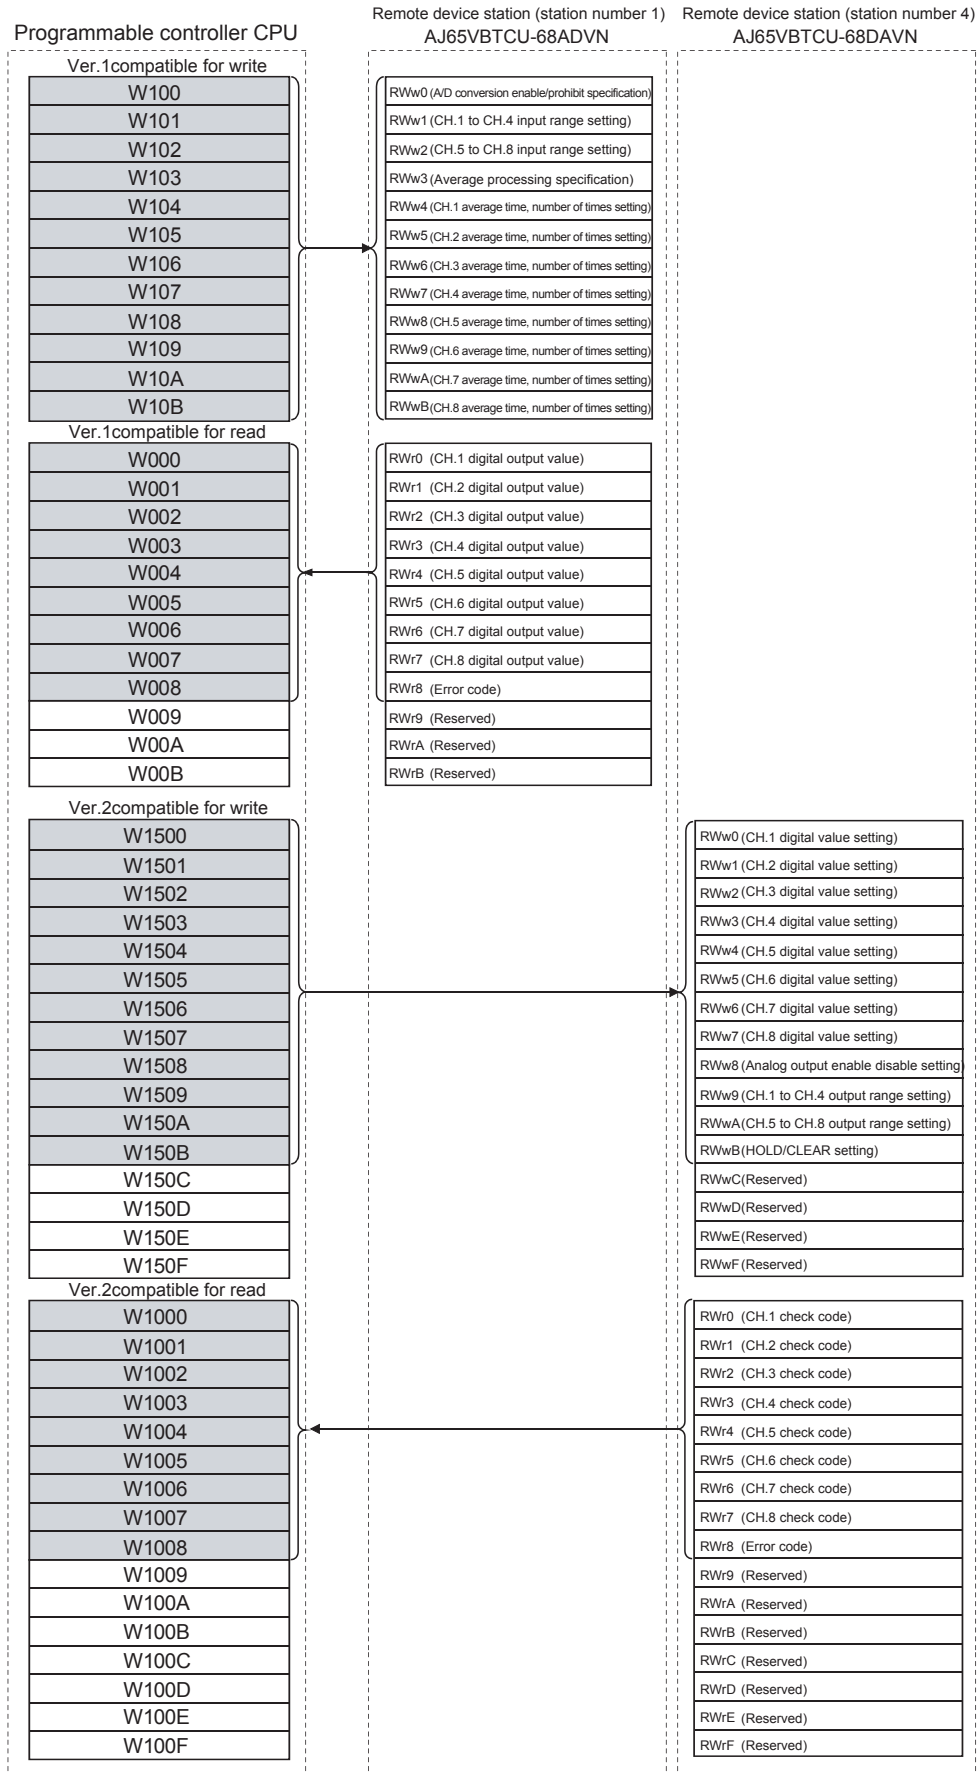 Programmable controller CPU
Remote device station (station number 1)
AJ65VBTCU-68ADVN
Remote device station (station number 4)
AJ65VBTCU-68DAVN
Ver.1compatible for write
W100
W101
W102
W103
W104
W105
W106
W107
W108
W109
W10A
W10B
RWw0 (A/D conversion enable/prohibit specification)
RWw1 (CH.1 to CH.4 input range setting)
RWw2 (CH.5 to CH.8 input range setting)
RWw3 (Average processing specification)
RWw4 (CH.1 average time, number of times setting)
RWw5 (CH.2 average time, number of times setting)
RWw6 (CH.3 average time, number of times setting)
RWw7 (CH.4 average time, number of times setting)
RWw8 (CH.5 average time, number of times setting)
RWw9 (CH.6 average time, number of times setting)
RWwA(CH.7 average time, number of times setting)
RWwB(CH.8 average time, number of times setting)
Ver.1compatible for read
W000
W001
W002
W003
W004
W005
W006
W007
W008
W009
W00A
W00B
RWr0 (CH.1 digital output value)
RWr1 (CH.2 digital output value)
RWr2 (CH.3 digital output value)
RWr3 (CH.4 digital output value)
RWr4 (CH.5 digital output value)
RWr5 (CH.6 digital output value)
RWr6 (CH.7 digital output value)
RWr7 (CH.8 digital output value)
RWr8 (Error code)
RWr9 (Reserved)
RWrA (Reserved)
RWrB (Reserved)
Ver.2compatible for write
W1500
W1501
W1502
W1503
W1504
W1505
W1506
W1507
W1508
W1509
W150A
W150B
W150C
W150D
W150E
W150F
RWw0 (CH.1 digital value setting)
RWw1 (CH.2 digital value setting)
RWw2 (CH.3 digital value setting)
RWw3 (CH.4 digital value setting)
RWw4 (CH.5 digital value setting)
RWw5 (CH.6 digital value setting)
RWw6 (CH.7 digital value setting)
RWw7 (CH.8 digital value setting)
RWw8 (Analog output enable disable setting)
RWw9 (CH.1 to CH.4 output range setting)
RWwA(CH.5 to CH.8 output range setting)
RWwB(HOLD/CLEAR setting)
RWwC(Reserved)
RWwD(Reserved)
RWwE(Reserved)
RWwF(Reserved)
Ver.2compatible for read
W1000
W1001
W1002
W1003
W1004
W1005
W1006
W1007
W1008
W1009
W100A
W100B
W100C
W100D
W100E
W100F
RWr0 (CH.1 check code)
RWr1 (CH.2 check code)
RWr2 (CH.3 check code)
RWr3 (CH.4 check code)
RWr4 (CH.5 check code)
RWr5 (CH.6 check code)
RWr6 (CH.7 check code)
RWr7 (CH.8 check code)
RWr8 (Error code)
RWr9 (Reserved)
RWrA (Reserved)
RWrB (Reserved)
RWrC (Reserved)
RWrD (Reserved)
RWrE (Reserved)
RWrF (Reserved)